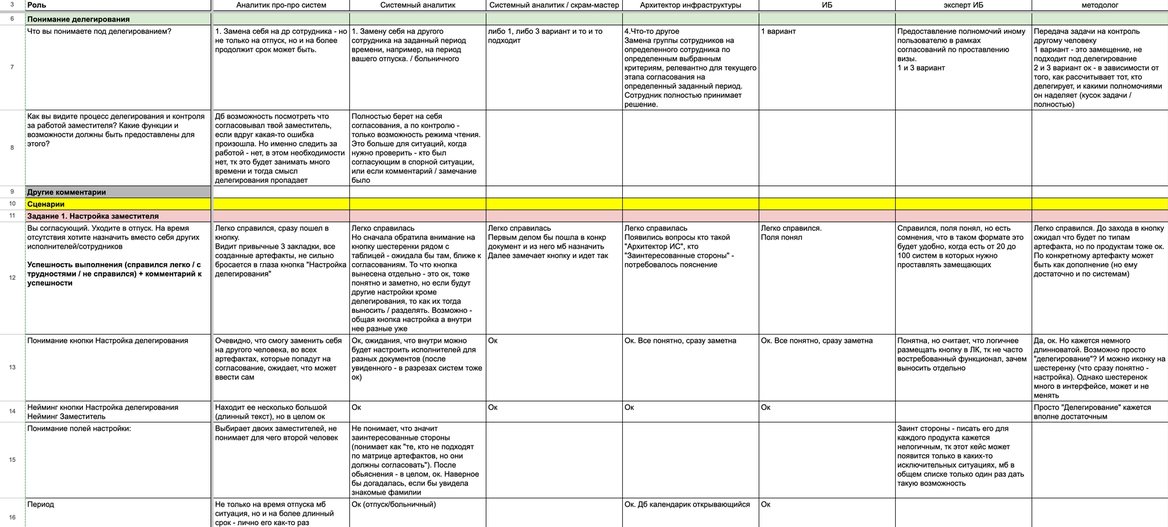 3 Роль Аналитик про-про систем Системный аналитик Системный аналитик / скрам-мастер Архитектор инфраструктуры ИБ эксперт ИБ методолог
6 Понимание делегирования
7
Что вы понимаете под делегированием?
1. Замена себя на др сотрудника - но
не только на отпуск, но и на более
продолжит срок может быть.
1. Замену себя на другого
сотрудника на заданный период
времени, например, на период
вашего отпуска. / больничного
либо 1, либо 3 вариант и то и то
подходит
4.Что-то другое
Замена группы сотрудников на
определенного сотрудника по
определенным выбранным
критериям, релевантно для текущего
этапа согласования на
определенный заданный период.
Сотрудник полностью принимает
решение.
1 вариант
Предоставление полномочий иному
пользователю в рамках
согласований по проставлению
визы.
1 и 3 вариант
Передача задачи на контроль
другому человеку
1 вариант - это замещение, не
подходит под делегирование
2 и 3 вариант ок - в зависимости от
того, как рассчитывает тот, кто
делегирует, и какими полномочиями
он наделяет (кусок задачи /
полностью)
8
Как вы видите процесс делегирования и контроля
за работой заместителя? Какие функции и
возможности должны быть предоставлены для
этого?
Дб возможность посмотреть что
согласовывал твой заместитель,
если вдруг какая-то ошибка
произошла. Но именно следить за
работой - нет, в этом необходимости
нет, тк это будет занимать много
времени и тогда смысл
делегирования пропадает
Полностью берет на себя
согласования, а по контролю -
только возможность режима чтения.
Это больше для ситуаций, когда
нужно проверить - кто был
согласующим в спорной ситуации,
или если комментарий / замечание
было
9 Другие комментарии
10 Сценарии
11 Задание 1. Настройка заместителя
12
Вы согласующий. Уходите в отпуск. На время
отсутствия хотите назначить вместо себя других
исполнителей/сотрудников
Успешность выполнения (справился легко / с
трудностями / не справился) + комментарий к
успешности
Легко справился, сразу пошел в
кнопку.
Видит привычные 3 закладки, все
созданные артефакты, не сильно
бросается в глаза кнопка "Настройка
делегирования"
Легко справилась
Но сначала обратила внимание на
кнопку шестеренки рядом с
таблицей - ожидала бы там, ближе к
согласованиям. То что кнопка
вынесена отдельно - это ок, тоже
понятно и заметно, но если будут
другие настройки кроме
делегирования, то как их тогда
выносить / разделять. Возможно -
общая кнопка настройка а внутри
нее разные уже
Легко справилась
Первым делом бы пошла в конкр
документ и из него мб назначить
Далее замечает кнопку и идет так
Легко справилась
Появились вопросы кто такой
"Архитектор ИС", кто
"Заинтересованные стороны" -
потребовалось пояснение
Легко справился.
Поля понял
Справился, поля понял, но есть
сомнения, что в таком формате это
будет удобно, когда есть от 20 до
100 систем в которых нужно
проставлять замещающих
Легко справился. До захода в кнопку
ожидал что будет по типам
артефакта, но по продуктам тоже ок.
По конкретному артефакту может
быть как дополнение (но ему
достаточно и по системам)
13
Понимание кнопки Настройка делегирования
Очевидно, что смогу заменить себя
на другого человека, во всех
артефактах, которые попадут на
согласование, ожидает, что может
ввести сам
Ок, ожидания, что внутри можно
будет настроить исполнителей для
разных документов (после
увиденного - в разрезах систем тоже
ок)
Ок
Ок. Все понятно, сразу заметна
Ок. Все понятно, сразу заметна
Понятна, но считает, что логичнее
размещать кнопку в ЛК, тк не часто
востребованный функционал, зачем
выносить отдельно
Да, ок. Но кажется немного
длинноватой. Возможно просто
"делегирование"? И можно иконку на
шестеренку (что сразу понятно -
настройка). Однако шестеренок
много в интерфейсе, может и не
менять
14
Нейминг кнопки Настройка делегирования
Нейминг Заместитель
Находит ее несколько большой
(длинный текст), но в целом ок
Ок
Ок
Ок
Ок
Просто "Делегирование" кажется
вполне достаточным
15
Понимание полей настройки:
Выбирает двоих заместителей, не
понимает для чего второй человек
Не понимает, что значит
заинтересованные стороны
(понимает как "те, кто не подходят
по матрице артефактов, но они
должны согласовать"). После
обьяснения - в целом, ок. Наверное
бы догадалась, если бы увидела
знакомые фамилии
Заинт стороны - писать его для
каждого продукта кажется
нелогичным, тк этот кейс может
появится только в каких-то
исключительных ситуациях, мб в
общем списке только один раз дать
такую возможность
16
Период
Не только на время отпуска мб
ситуация, но и на более длинный
срок - лично его как-то раз
Ок (отпуск/больничный)
Ок. Дб календарик открывающийся
Ок